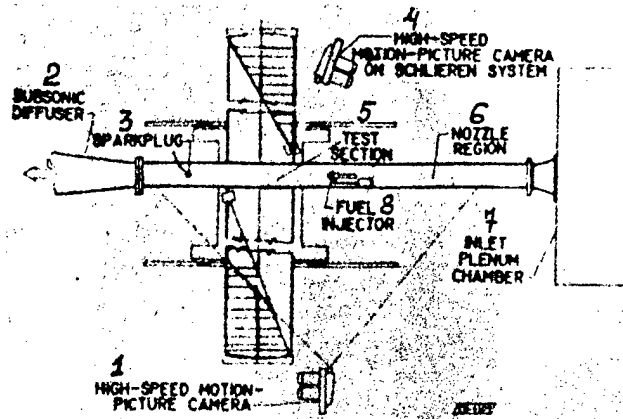 4
HIGH-SPEED
MOTION-PICTURE CAMERA
ON SCHLIEREN SYSTEM
2
SUBSONIC
DIFFUSER
3
SPARKPLUG
5
TEST
SECTION
6
NOZZLE
REGION
FUEL 8
INJECTOR
7
INLET
PLENUM
CHAMBER
1
HIGH-SPEED MOTION-
PICTURE CAMERA